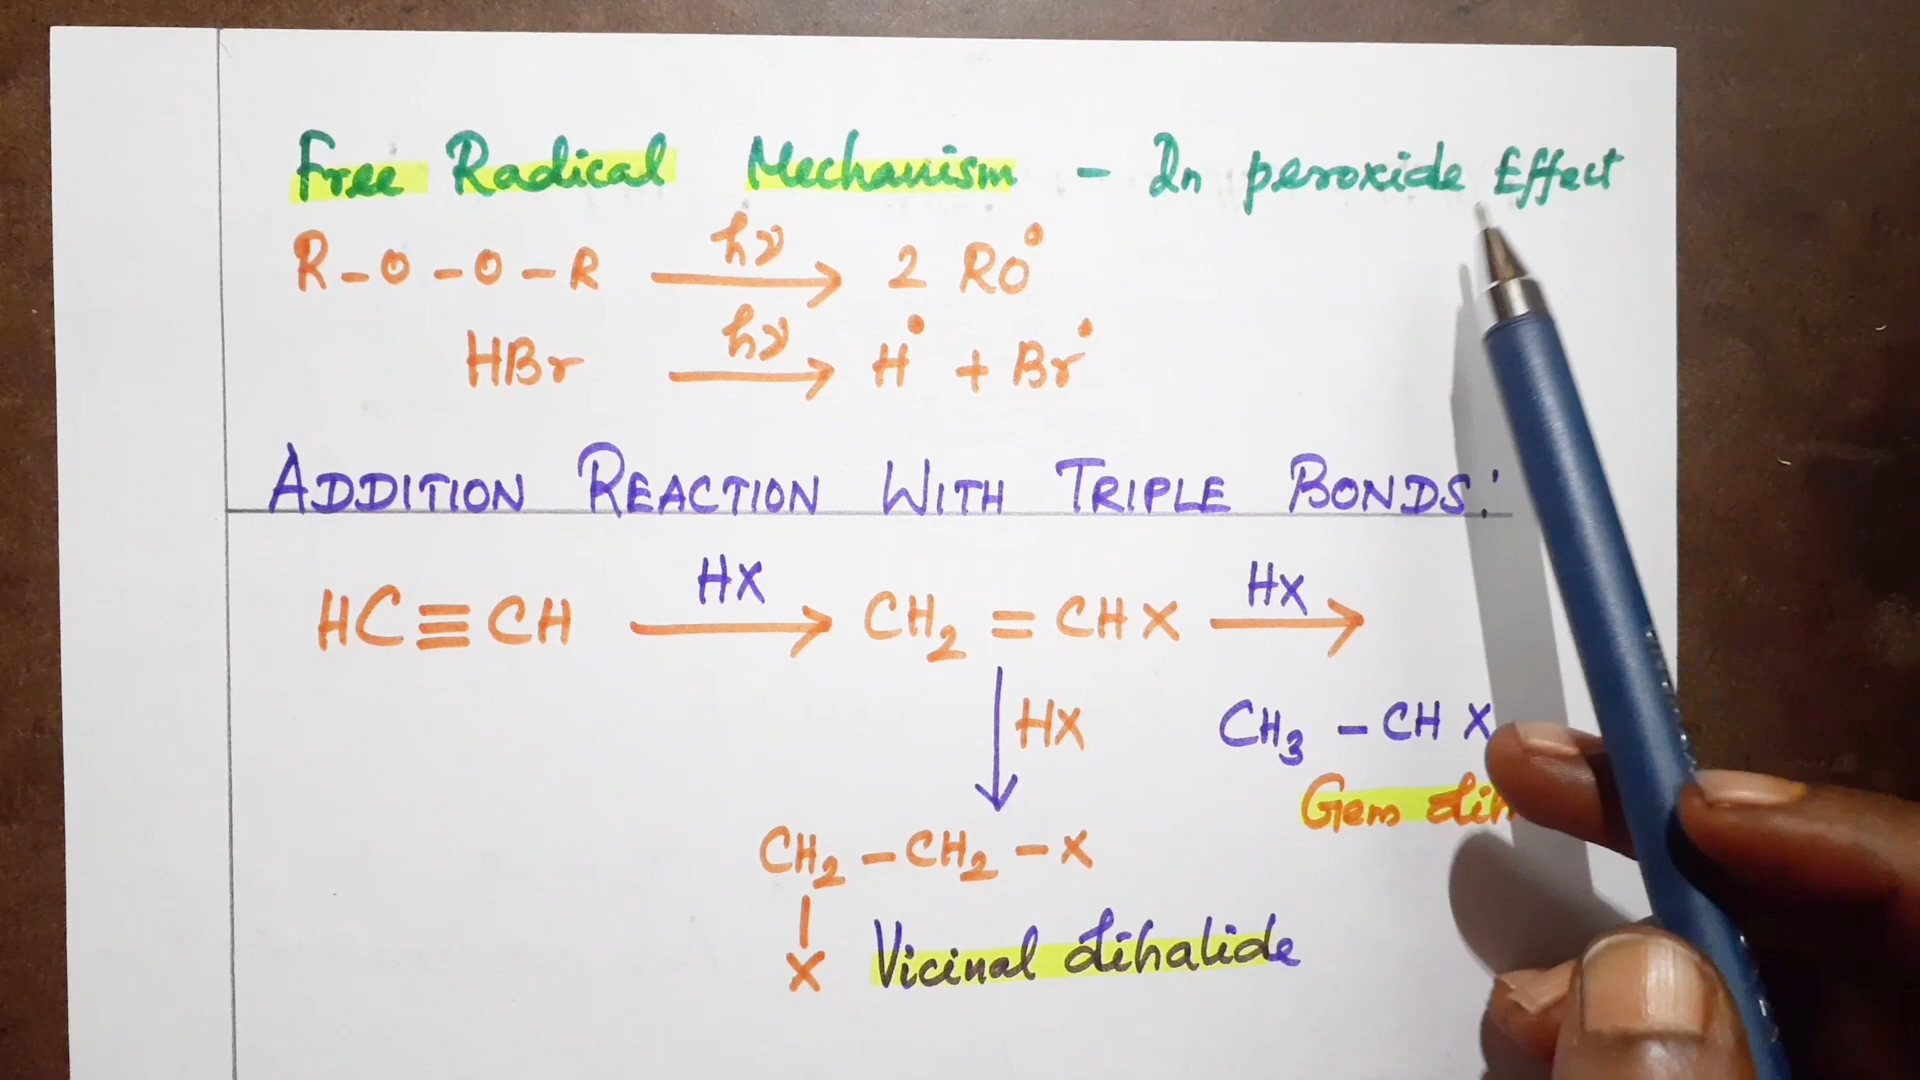 Free Radical Mechanism - In peroxide Effect
R-O-O-R hν→ 2 RO•
HBr hν→ H• + Br•
ADDITION REACTION WITH TRIPLE BONDS:
HC≡CH HX→ CH₂=CHX HX→
HX CH₃-CHX
Gem
CH₂-CH₂-X
X Vicinal dihalide